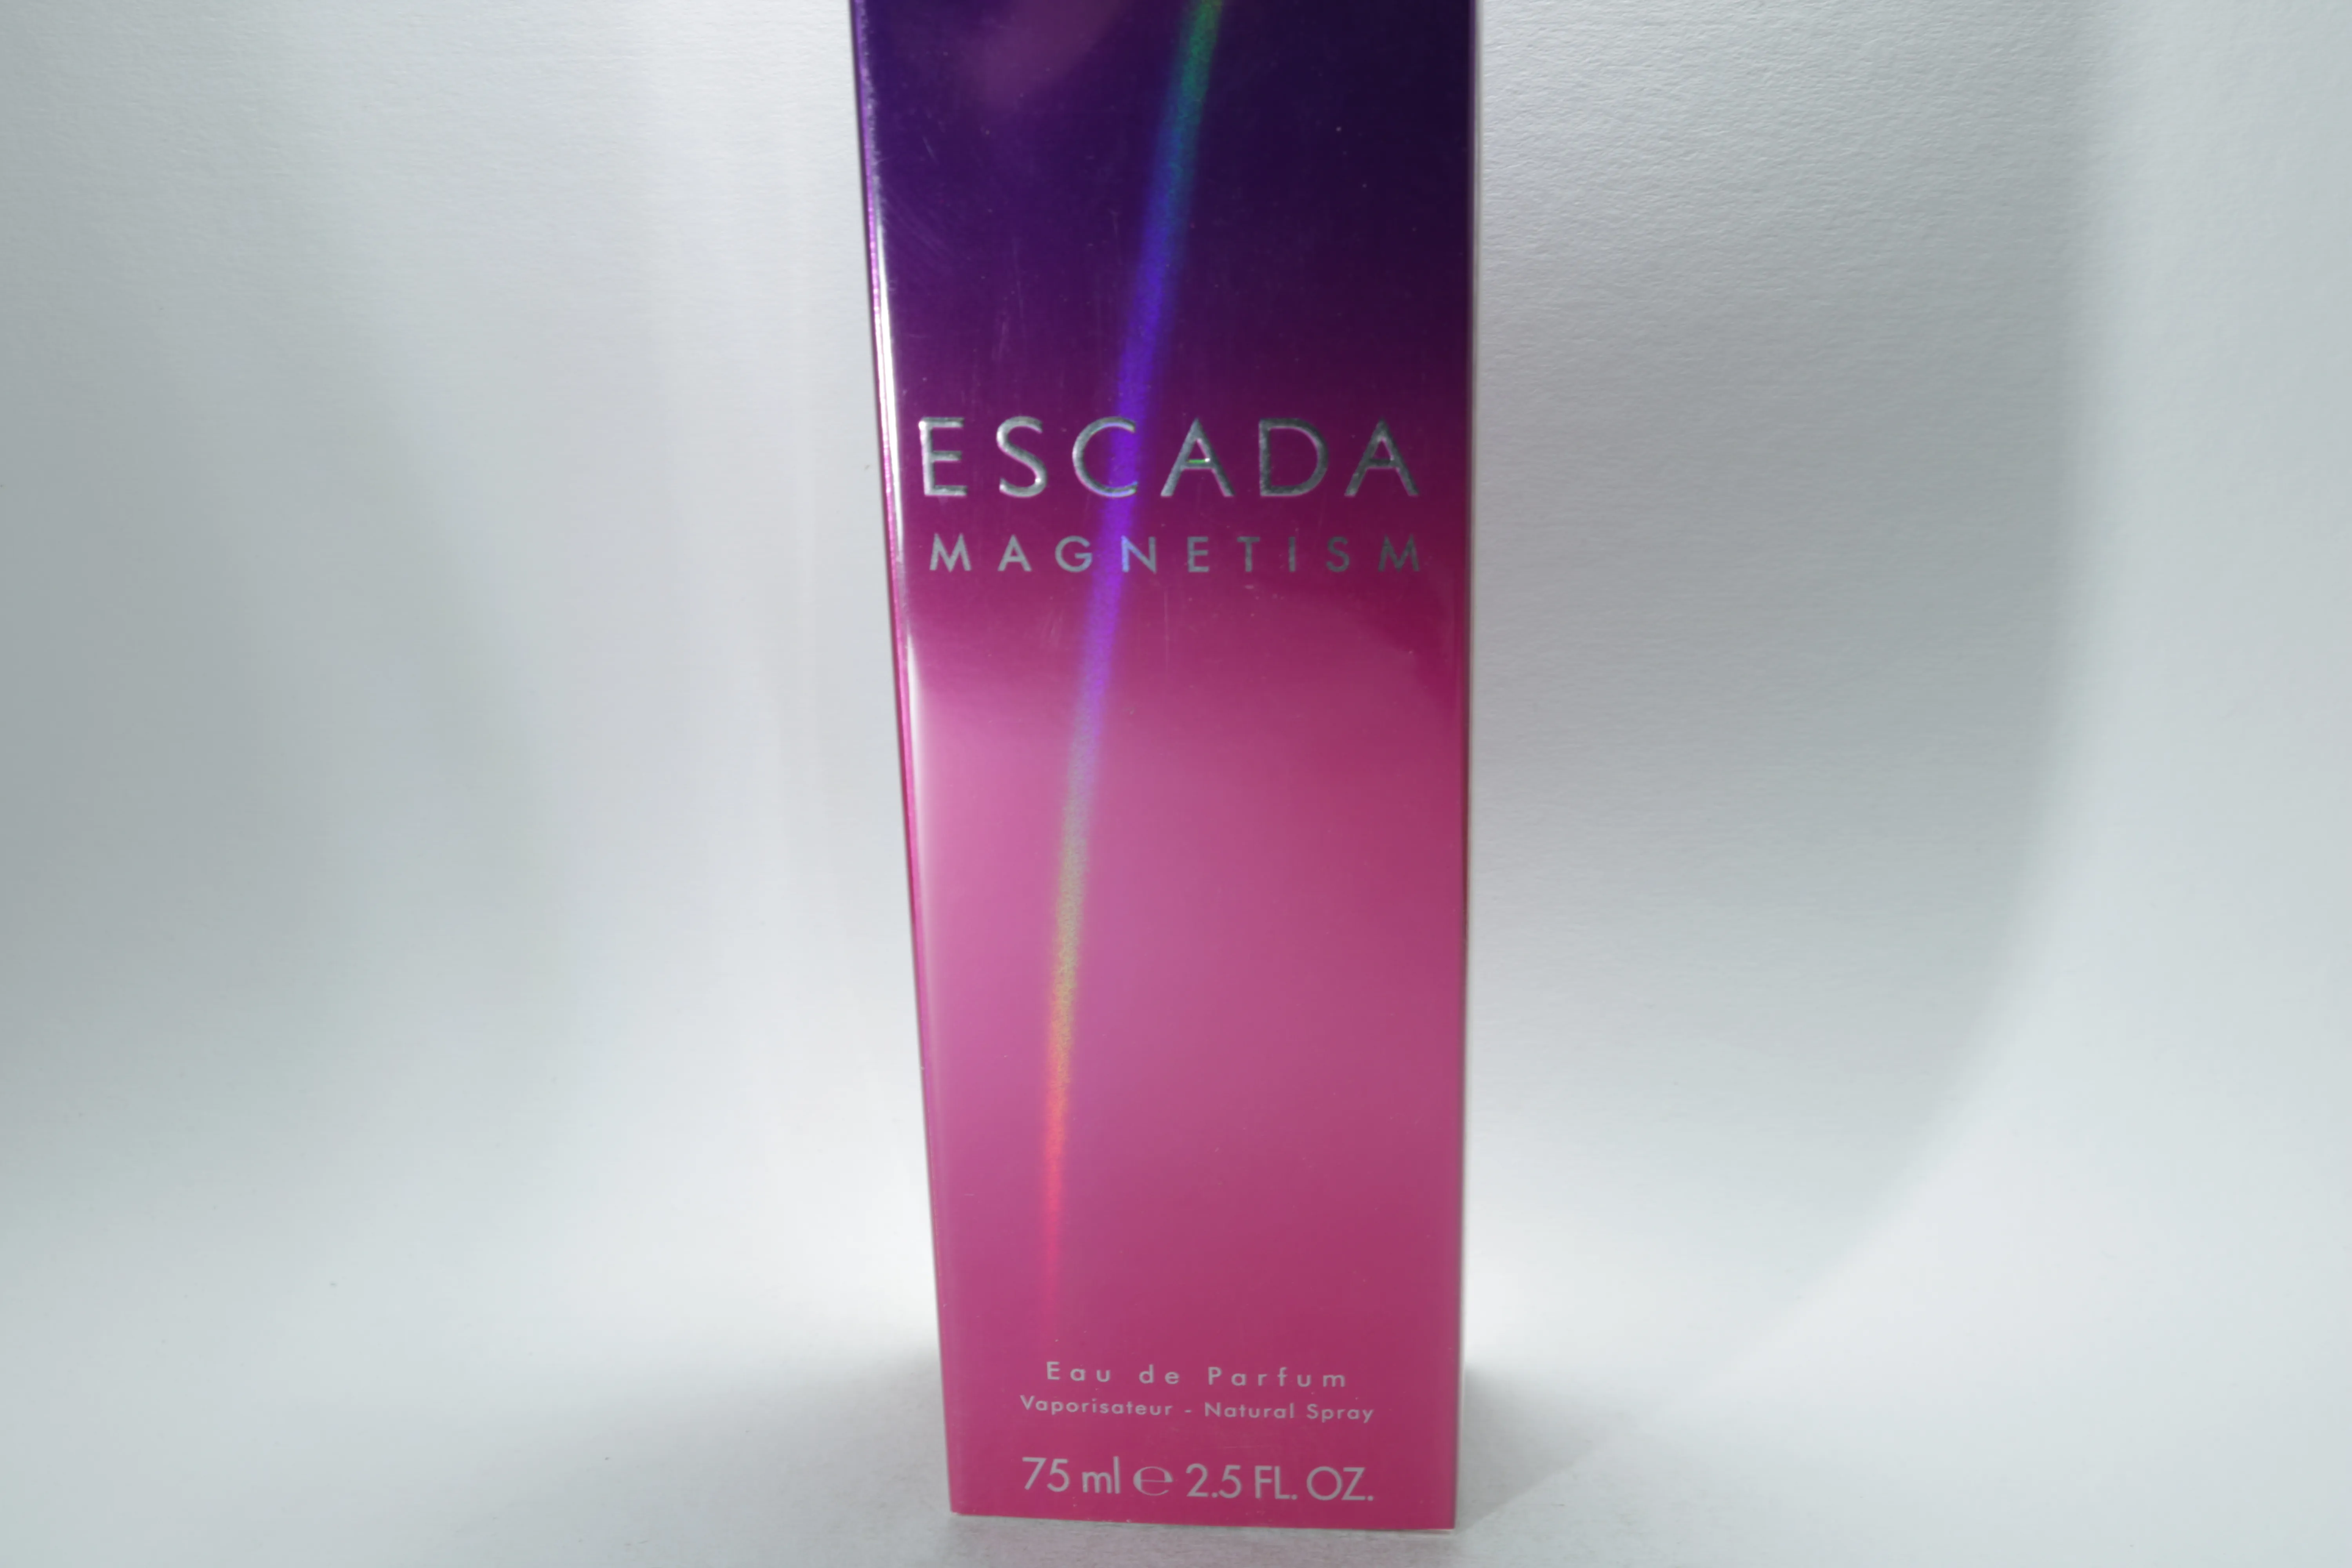 ESCADA
MAGNETISM
Eau de Parfum
Vaporisateur - Natural Spray
75 ml ℮ 2.5 FL. OZ.